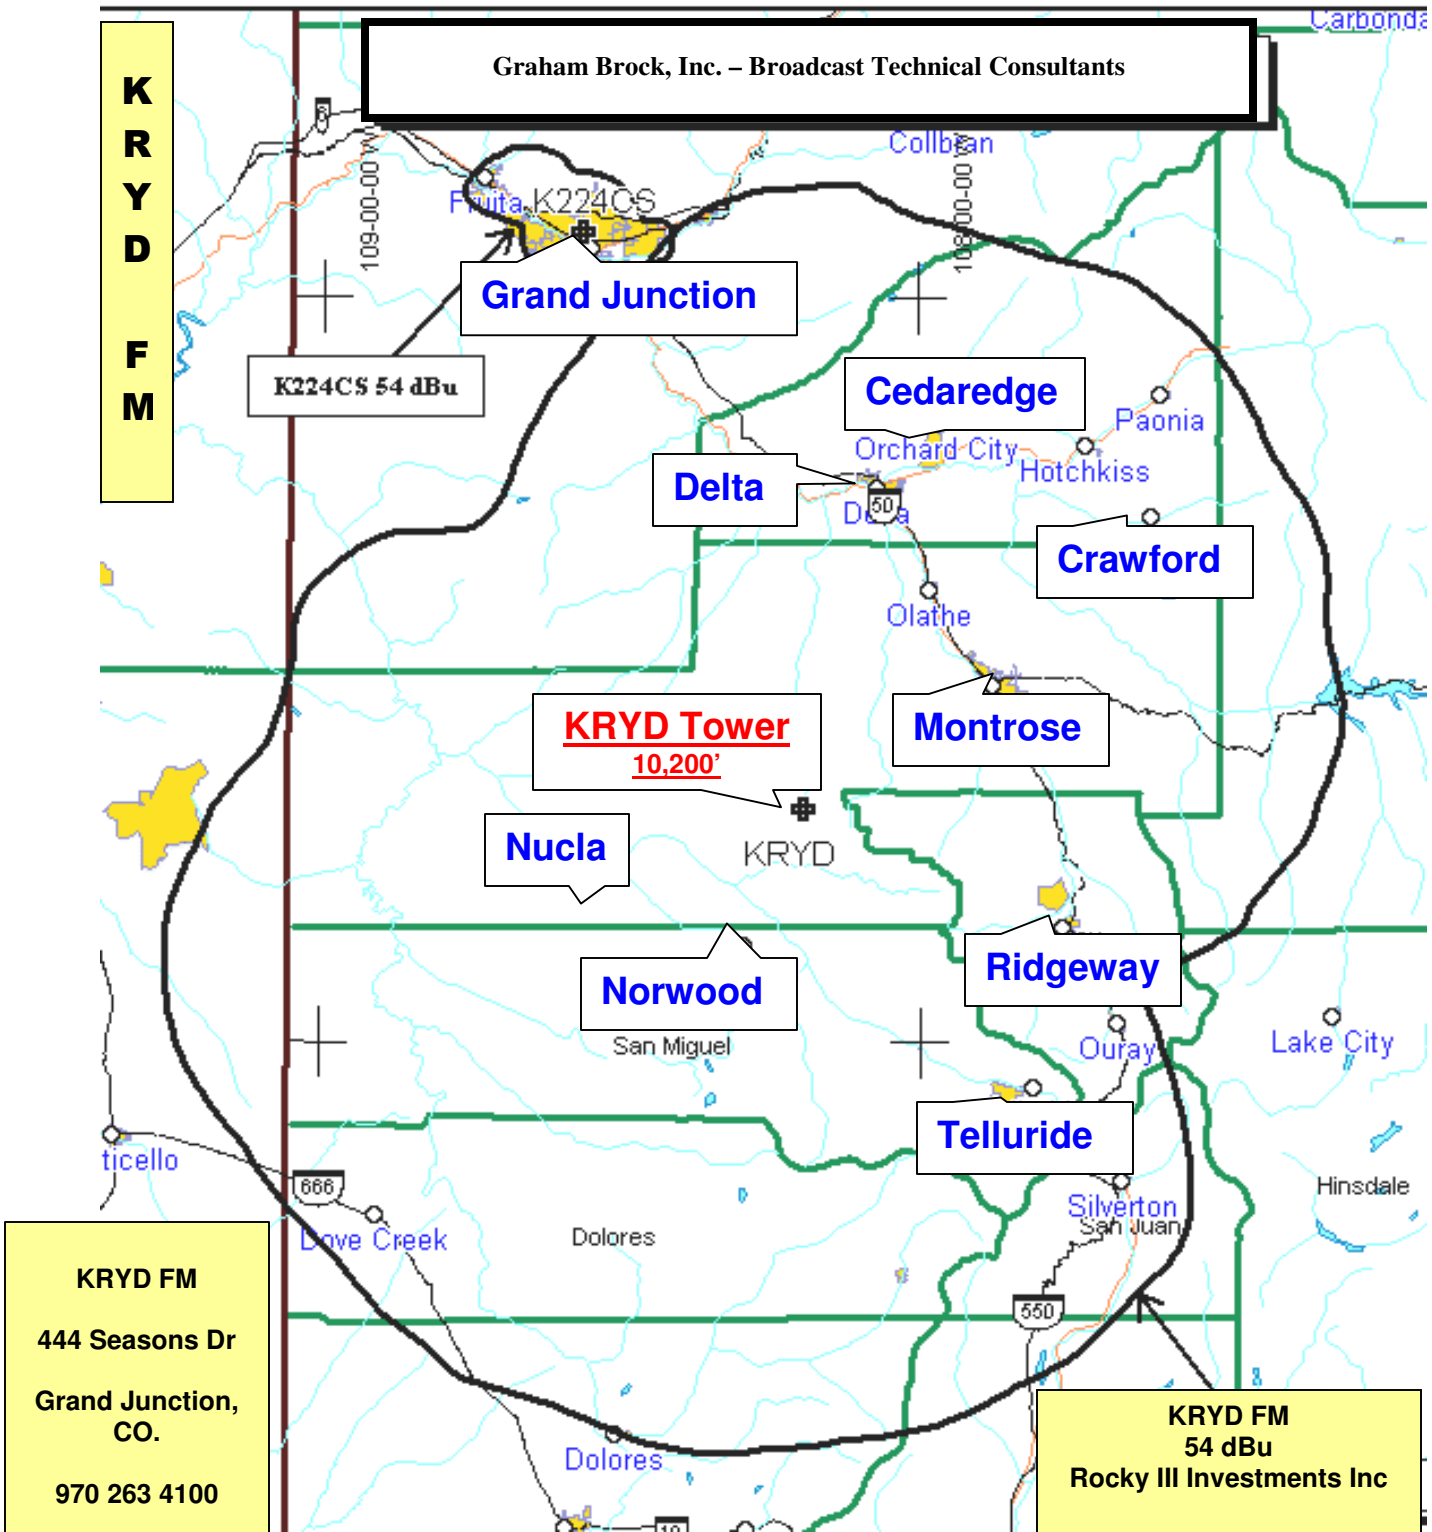 Carbonda
K
R
Y
D
F
M
Graham Brock, Inc. – Broadcast Technical Consultants
Collbran
109-00-00 W
108-00-00 W
Fruita
K224CS
Grand Junction
K224CS 54 dBu
Cedaredge
Paonia
Orchard City
Hotchkiss
Delta
50
Delta
Crawford
Olathe
KRYD Tower
10,200’
Montrose
Nucla
KRYD
Ridgeway
Norwood
San Miguel
Ouray
Lake City
Telluride
ticello
666
Silverton
San Juan
Hinsdale
Dove Creek
Dolores
550
KRYD FM
444 Seasons Dr
Grand Junction,
CO.
970 263 4100
KRYD FM
54 dBu
Rocky III Investments Inc
Dolores